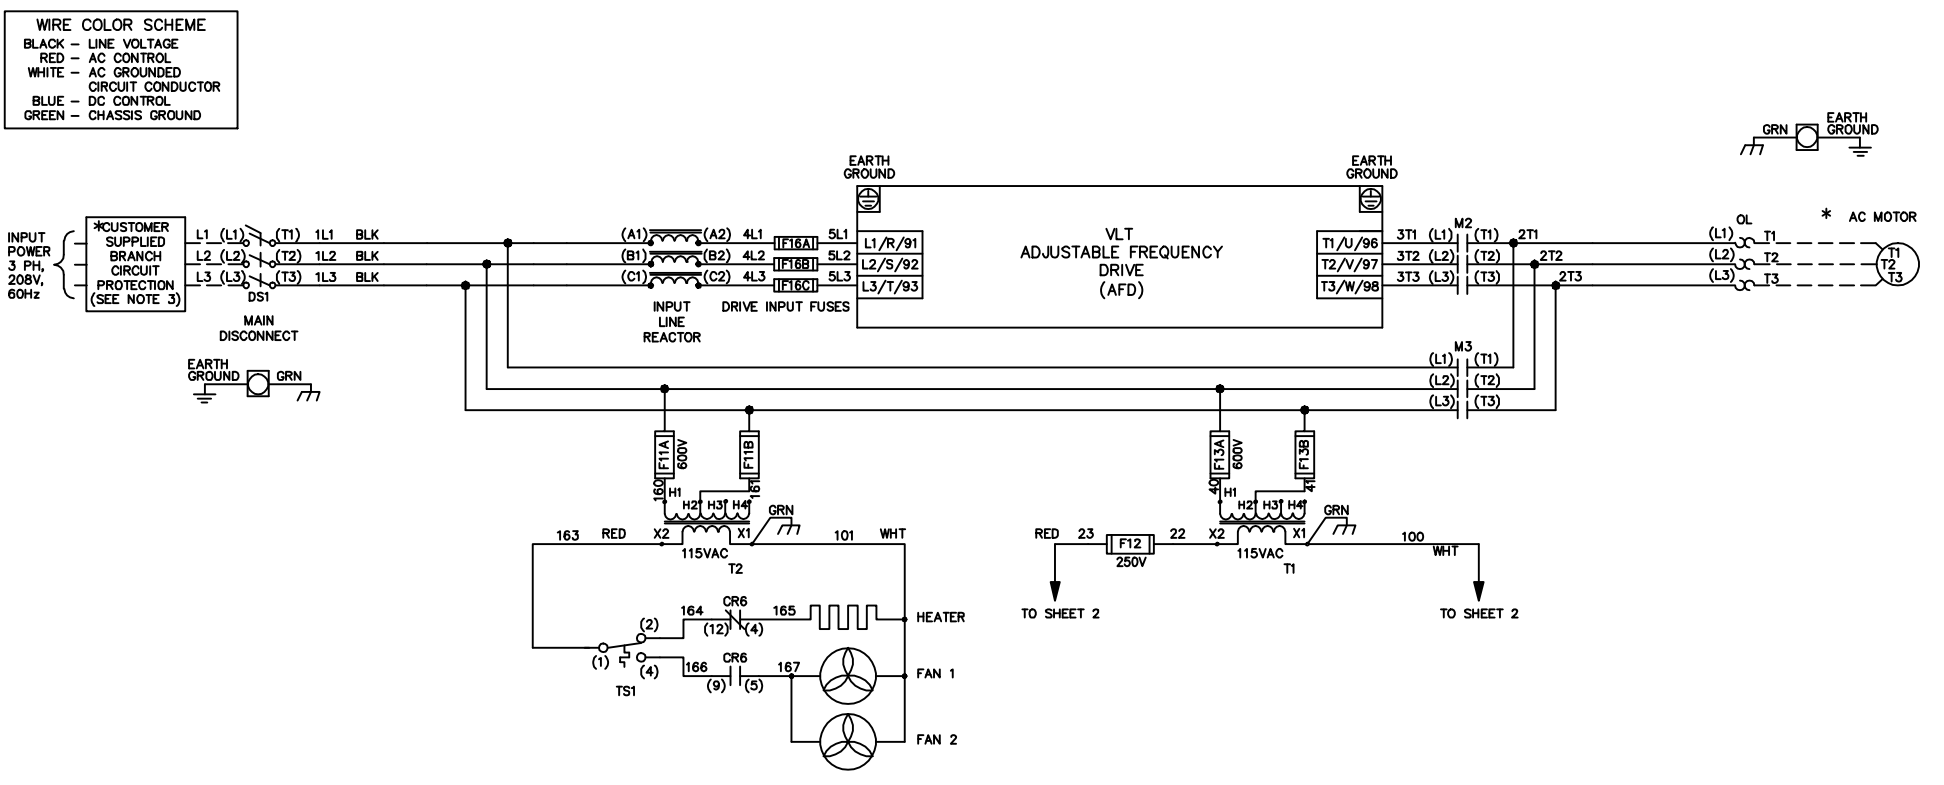 WIRE COLOR SCHEME
BLACK – LINE VOLTAGE
RED – AC CONTROL
WHITE – AC GROUNDED
CIRCUIT CONDUCTOR
BLUE – DC CONTROL
GREEN – CHASSIS GROUND
GRN
EARTH
GROUND
INPUT
POWER
3 PH,
208V,
60Hz
*CUSTOMER
SUPPLIED
BRANCH
CIRCUIT
PROTECTION
(SEE NOTE 3)
L1 (L1) (T1) 1L1 BLK
L2 (L2) (T2) 1L2 BLK
L3 (L3) (T3) 1L3 BLK
DS1
MAIN
DISCONNECT
EARTH
GROUND
GRN
(A1) (A2) 4L1 F16A 5L1
(B1) (B2) 4L2 F16B 5L2
(C1) (C2) 4L3 F16C 5L3
INPUT
LINE
REACTOR
DRIVE INPUT FUSES
EARTH
GROUND
EARTH
GROUND
L1/R/91
L2/S/92
L3/T/93
VLT
ADJUSTABLE FREQUENCY
DRIVE
(AFD)
T1/U/96
T2/V/97
T3/W/98
M2
3T1 (L1) (T1) 2T1
3T2 (L2) (T2) 2T2
3T3 (L3) (T3) 2T3
OL
(L1) T1
(L2) T2
(L3) T3
* AC MOTOR
T1
T2
T3
M3
(L1) (T1)
(L2) (T2)
(L3) (T3)
F11A
600V
F11B
160
161
H1
H2 H3 H4
GRN
163 RED X2 X1 101 WHT
115VAC
T2
F13A
600V
F13B
40
41
H1
H2 H3 H4
GRN
RED 23 F12 22 X2 X1 100 WHT
250V
115VAC
T1
TO SHEET 2
TO SHEET 2
164 CR6 165
(12) (4)
HEATER
(2)
(1)
(4)
TS1
166 CR6 167
(9) (5)
FAN 1
FAN 2